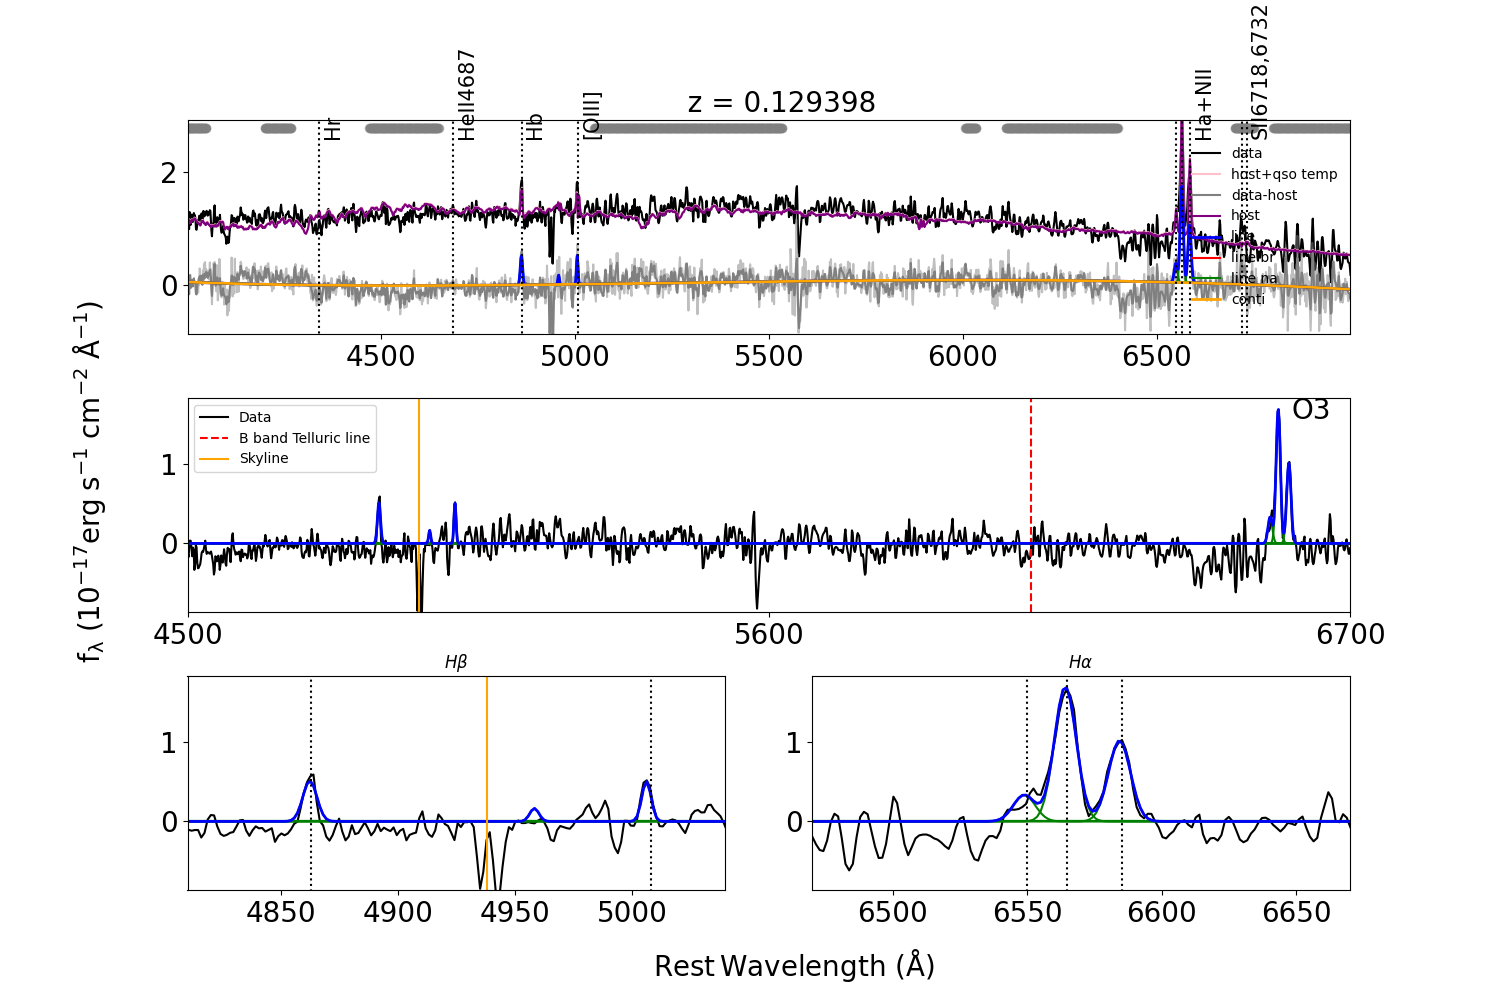 z = 0.129398
Hr
HeII4687
Hb
[OIII]
Ha+NII
SII6718,6732
2
0
data
host+qso temp
data-host
host
line
line br
line na
conti
4500
5000
5500
6000
6500
f_λ (10^{−17} erg s^{−1} cm^{−2} Å^{−1})
Data
B band Telluric line
Skyline
O3
1
0
4500
5600
6700
Hβ
1
0
4850
4900
4950
5000
Hα
1
0
6500
6550
6600
6650
Rest Wavelength (Å)